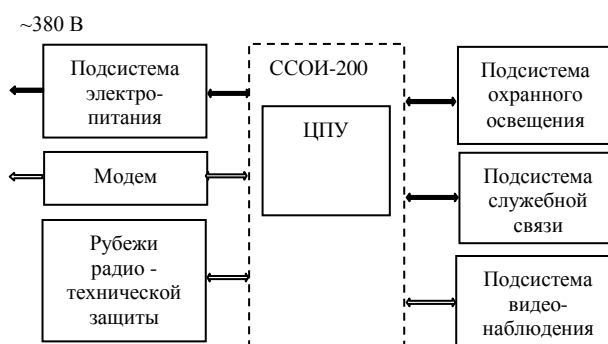 ~380 В
Подсистема
электро-
питания
Модем
Рубежи
радио -
технической
защиты
ССОИ-200
ЦПУ
Подсистема
охранного
освещения
Подсистема
служебной
связи
Подсистема
видео-
наблюдения